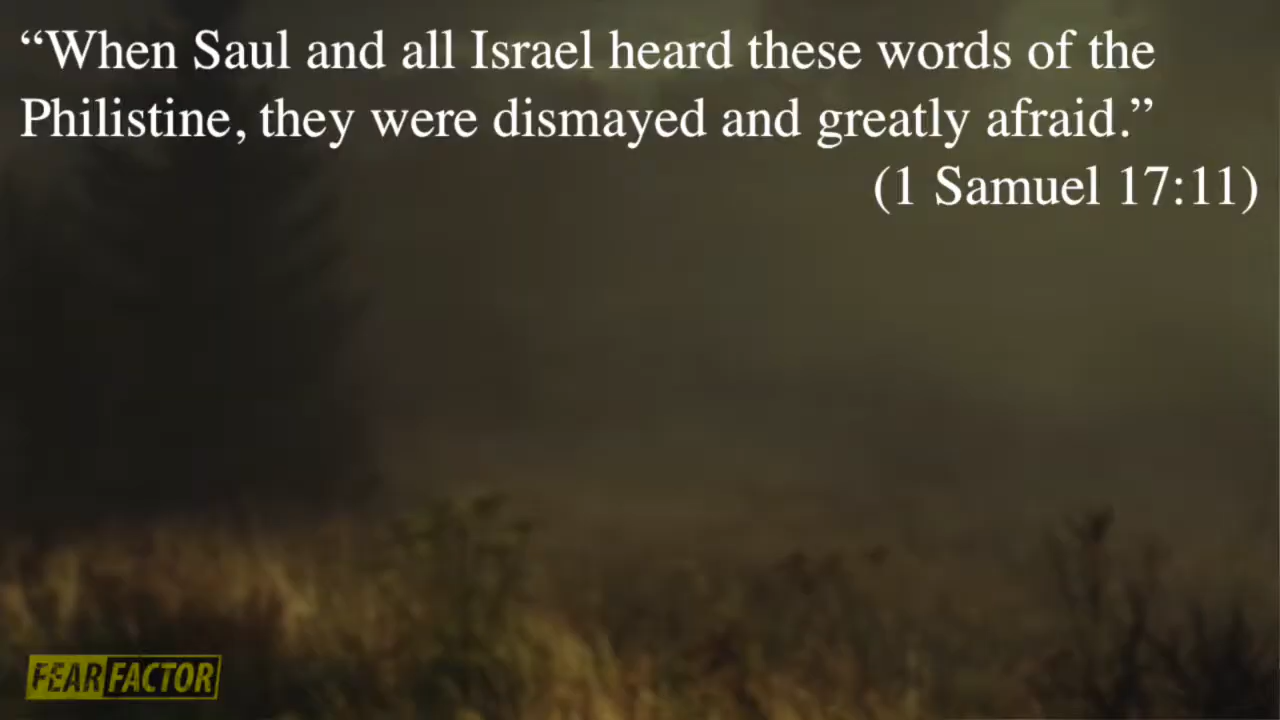 “When Saul and all Israel heard these words of the
Philistine, they were dismayed and greatly afraid.”
(1 Samuel 17:11)
FEAR FACTOR